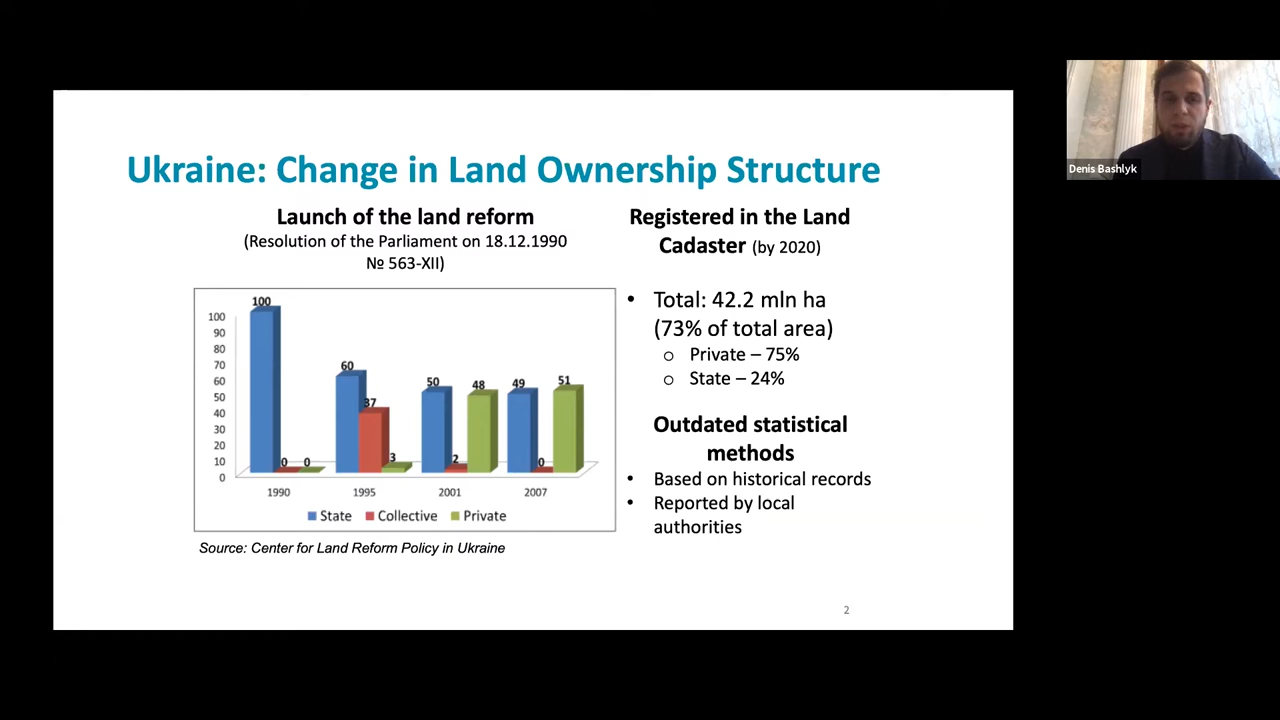 Ukraine: Change in Land Ownership Structure
Launch of the land reform
(Resolution of the Parliament on 18.12.1990
№ 563-XII)
100
90
80
70
60
50
40
30
20
10
0
100
0
0
60
37
3
50
2
48
49
0
51
1990
1995
2001
2007
State
Collective
Private
Source: Center for Land Reform Policy in Ukraine
Registered in the Land
Cadaster (by 2020)
• Total: 42.2 mln ha
(73% of total area)
o Private – 75%
o State – 24%
Outdated statistical
methods
• Based on historical records
• Reported by local
authorities
2
Denis Bashlyk